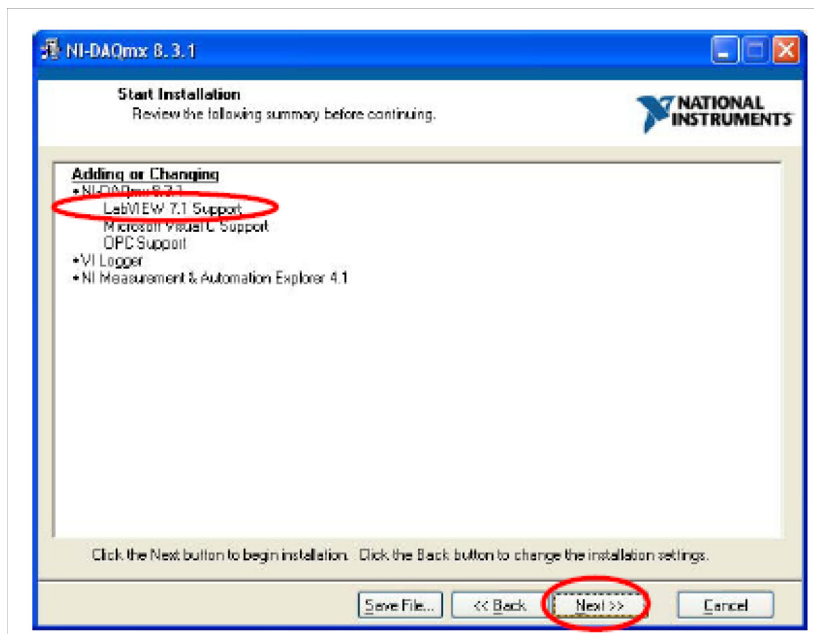 NI-DAQmx 8.3.1
Start Installation
Review the following summary before continuing.
NATIONAL
INSTRUMENTS
Adding or Changing
• NI-DAQmx 8.3.1
LabVIEW 7.1 Support
Microsoft Visual C Support
OPC Support
• VI Logger
• NI Measurement & Automation Explorer 4.1
Click the Next button to begin installation. Click the Back button to change the installation settings.
Save File... << Back Next >> Cancel